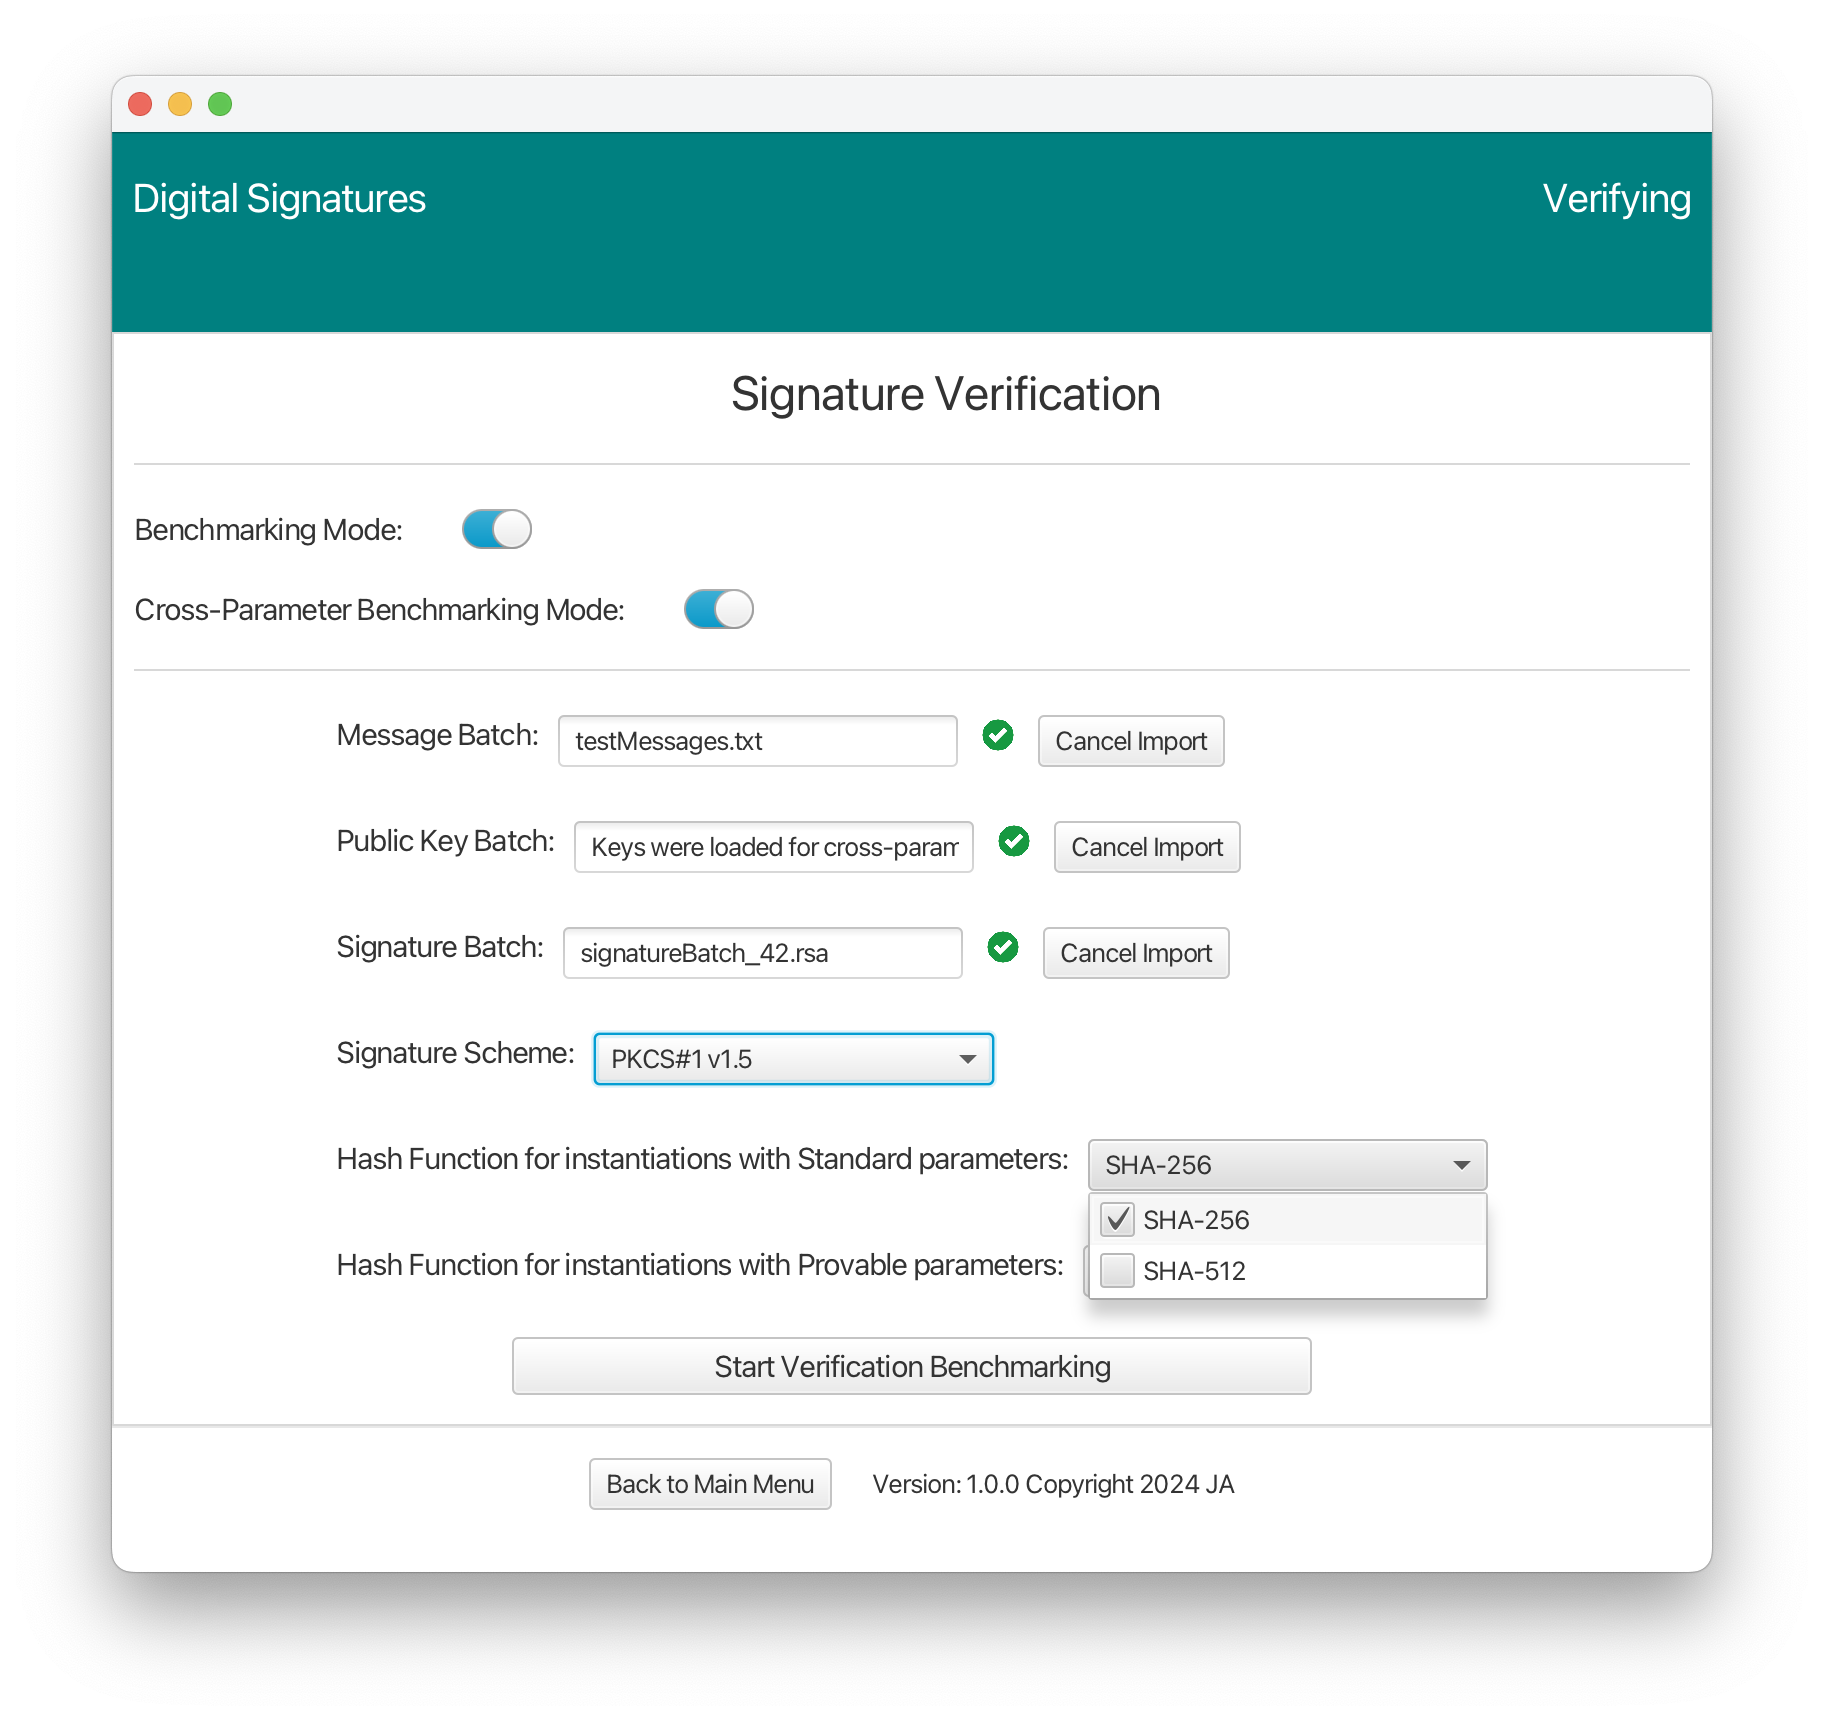 Digital Signatures
Verifying
Signature Verification
Benchmarking Mode:
Cross-Parameter Benchmarking Mode:
Message Batch: testMessages.txt Cancel Import
Public Key Batch: Keys were loaded for cross-param Cancel Import
Signature Batch: signatureBatch_42.rsa Cancel Import
Signature Scheme: PKCS#1 v1.5
Hash Function for instantiations with Standard parameters: SHA-256
SHA-256
Hash Function for instantiations with Provable parameters:
SHA-512
Start Verification Benchmarking
Back to Main Menu Version: 1.0.0 Copyright 2024 JA